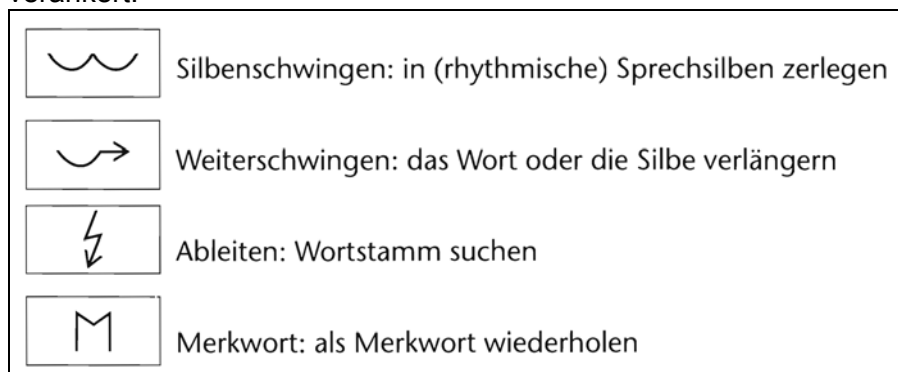 verankert.
Silbenschwingen: in (rhythmische) Sprechsilben zerlegen
Weiterschwingen: das Wort oder die Silbe verlängern
Ableiten: Wortstamm suchen
M Merkwort: als Merkwort wiederholen